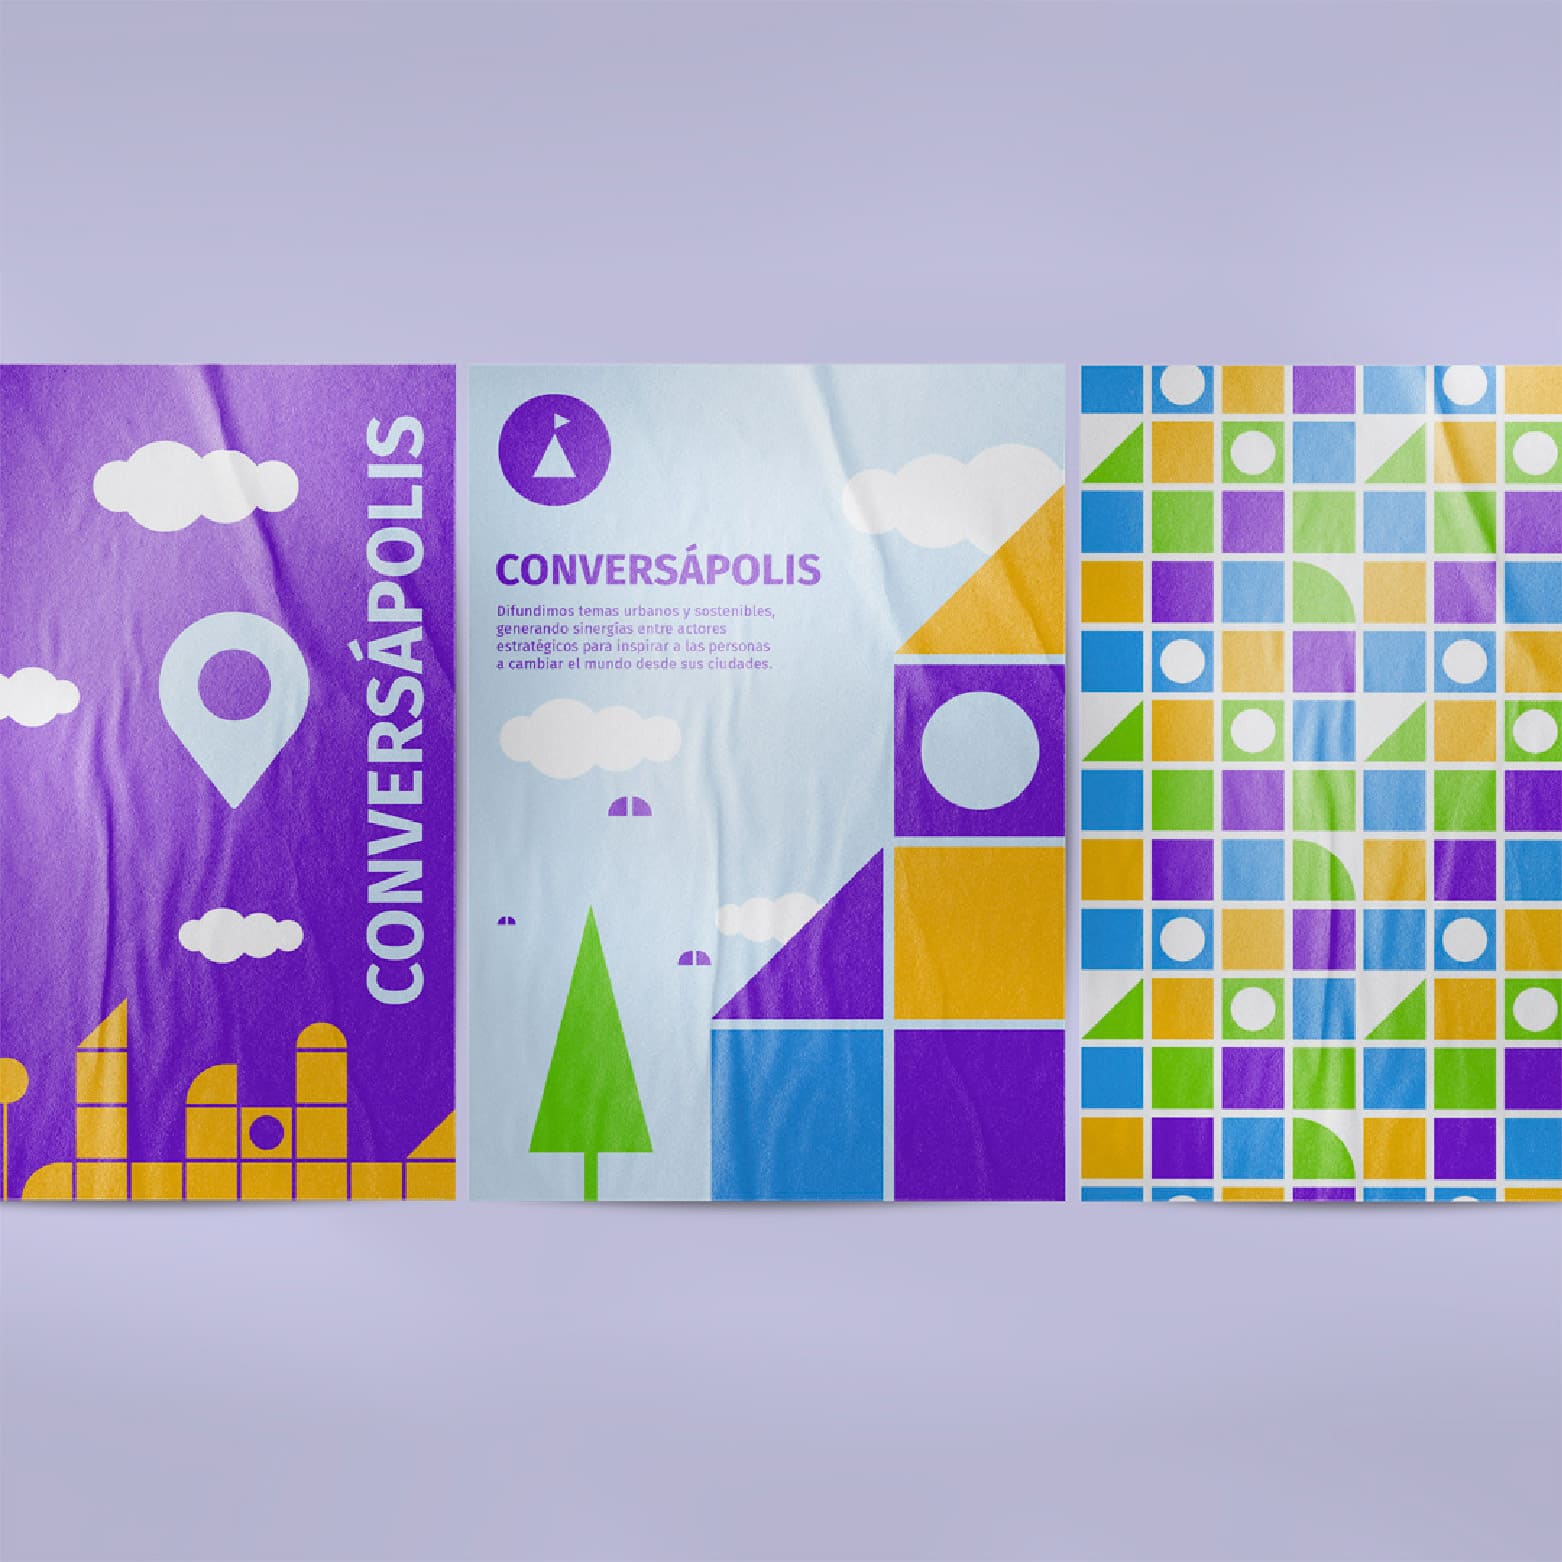 CONVERSÁPOLIS
CONVERSÁPOLIS
Difundimos temas urbanos y sostenibles,
generando sinergias entre actores
estratégicos para inspirar a las personas
a cambiar el mundo desde sus ciudades.